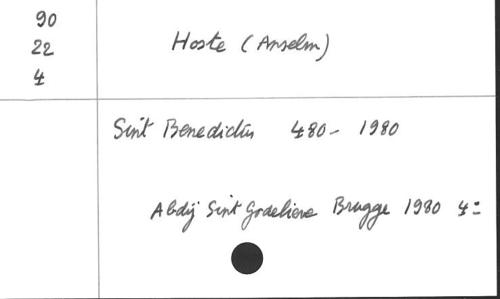 90
22
4
Hoste (Anselm)
Sint Benedictus 480- 1980
Abdij Sint Godelieve Brugge 1980 4: